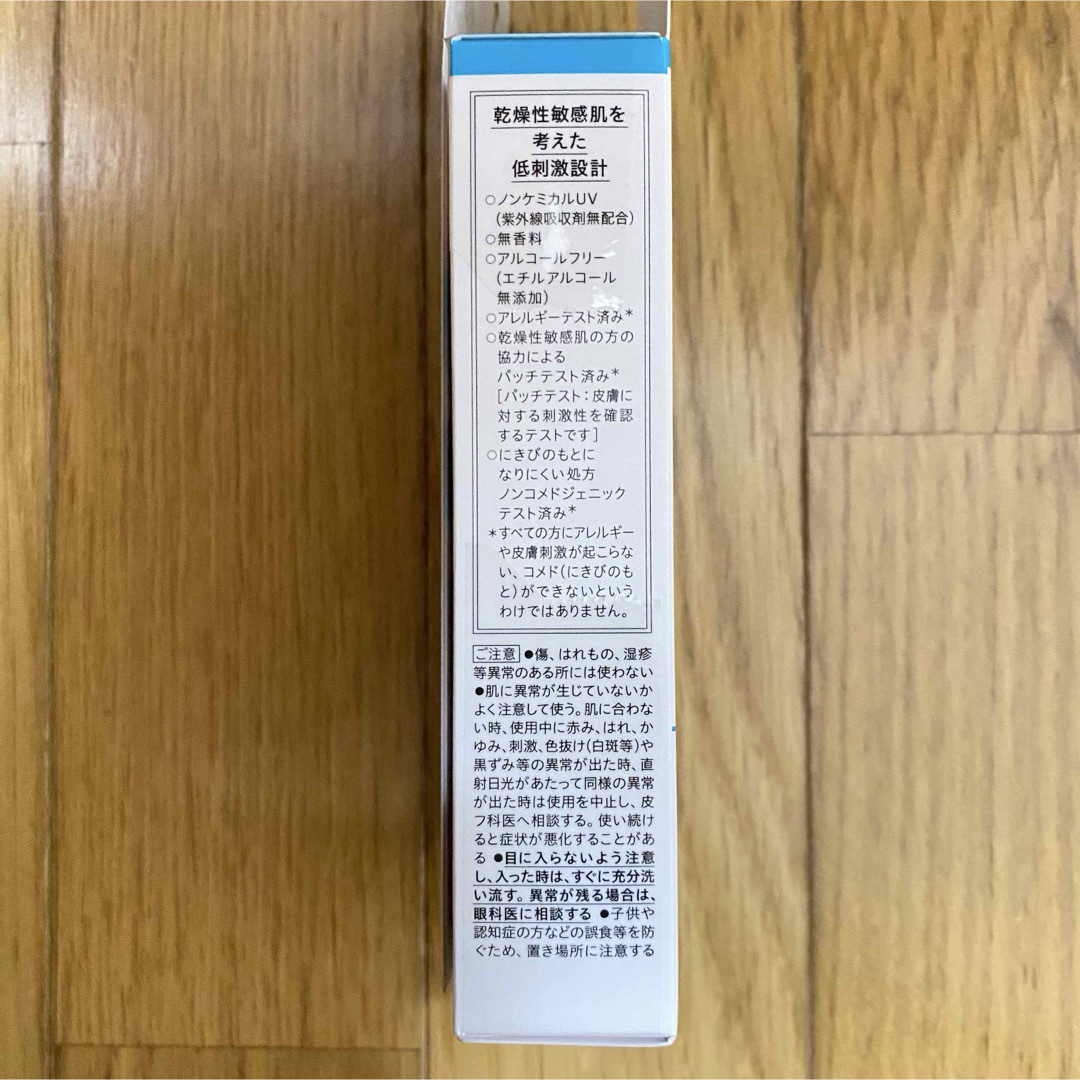 乾燥性敏感肌を
考えた
低刺激設計
○ノンケミカルUV
(紫外線吸収剤無配合)
○無香料
○アルコールフリー
(エチルアルコール
無添加)
○アレルギーテスト済み*
○乾燥性敏感肌の方の
協力による
パッチテスト済み*
[パッチテスト：皮膚に
対する刺激性を確認
するテストです]
○にきびのもとに
なりにくい処方
ノンコメドジェニック
テスト済み*
*すべての方にアレルギー
や皮膚刺激が起こらな
い、コメド(にきびのも
と)ができないという
わけではありません。
ご注意 ●傷、はれもの、湿疹
等異常のある所には使わない
●肌に異常が生じていないか
よく注意して使う。肌に合わな
い時、使用中に赤み、はれ、か
ゆみ、刺激、色抜け(白斑等)や
黒ずみ等の異常が出た時、直
射日光があたって同様の異常
が出た時は使用を中止し、皮
フ科医へ相談する。使い続け
ると症状が悪化することがあ
る ●目に入らないよう注意
し、入った時は、すぐに充分洗
い流す。異常が残る場合は、
眼科医に相談する ●子供や
認知症の方などの誤食等を防
ぐため、置き場所に注意する